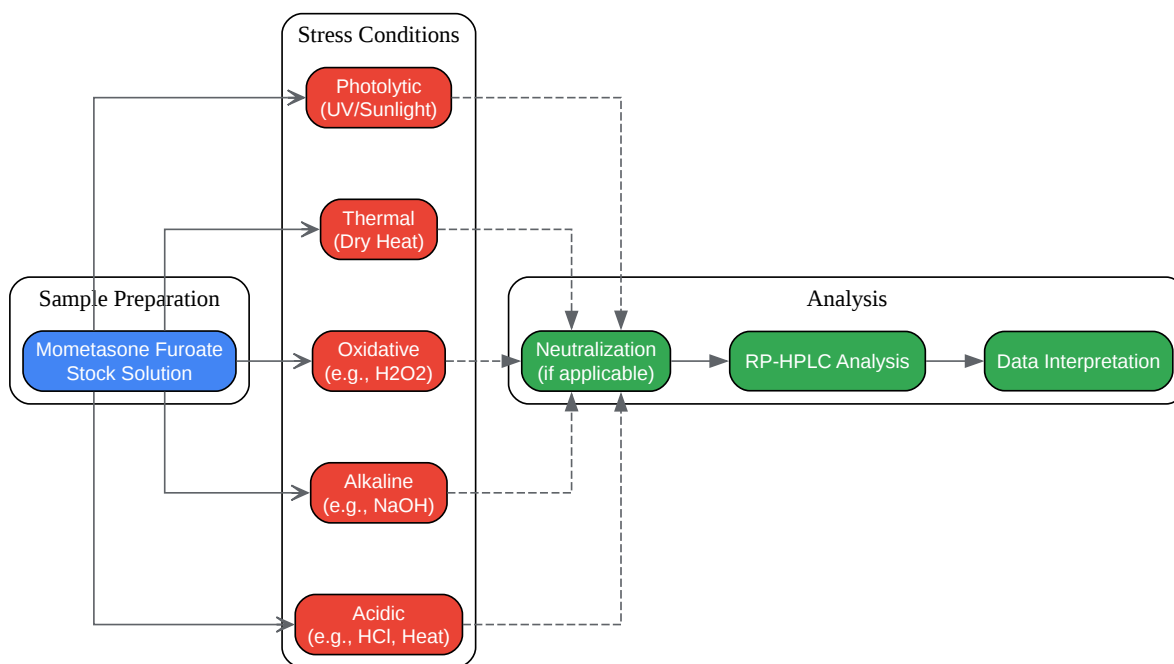 Stress Conditions
Photolytic
(UV/Sunlight)
Thermal
(Dry Heat)
Sample Preparation
Mometasone Furoate
Stock Solution
Oxidative
(e.g., H2O2)
Analysis
Neutralization
(if applicable)
RP-HPLC Analysis
Data Interpretation
Alkaline
(e.g., NaOH)
Acidic
(e.g., HCl, Heat)